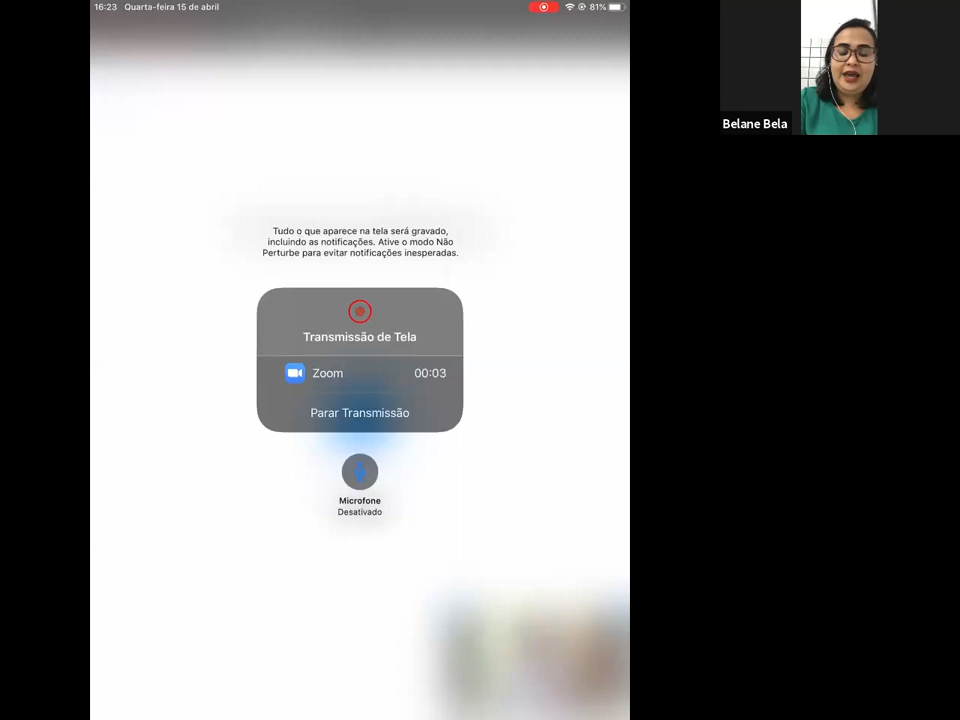 16:23 Quarta-feira 15 de abril
81%
Belane Bela
Tudo o que aparece na tela será gravado,
incluindo as notificações. Ative o modo Não
Perturbe para evitar notificações inesperadas.
Transmissão de Tela
Zoom 00:03
Parar Transmissão
Microfone
Desativado